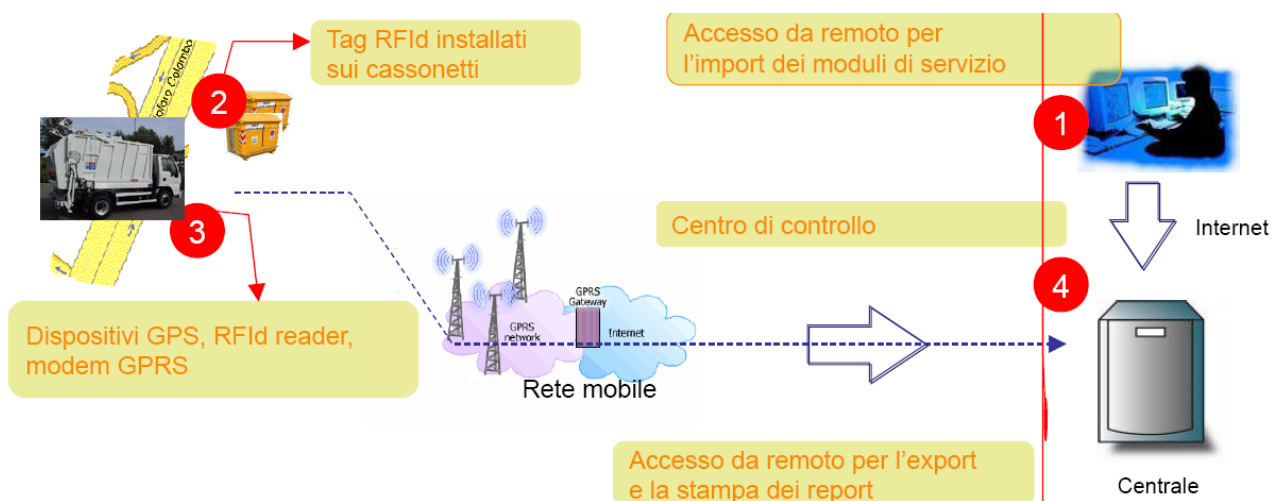 Tag RFId installati
sui cassonetti
Accesso da remoto per
l'import dei moduli di servizio
Colombo
2
1
3
Centro di controllo
Internet
4
Dispositivi GPS, RFId reader,
modem GPRS
GPRS
Gateway
GPRS
network
Internet
Rete mobile
Accesso da remoto per l'export
e la stampa dei report
Centrale